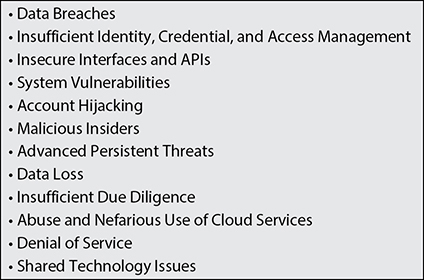 • Data Breaches
• Insufficient Identity, Credential, and Access Management
• Insecure Interfaces and APIs
• System Vulnerabilities
• Account Hijacking
• Malicious Insiders
• Advanced Persistent Threats
• Data Loss
• Insufficient Due Diligence
• Abuse and Nefarious Use of Cloud Services
• Denial of Service
• Shared Technology Issues